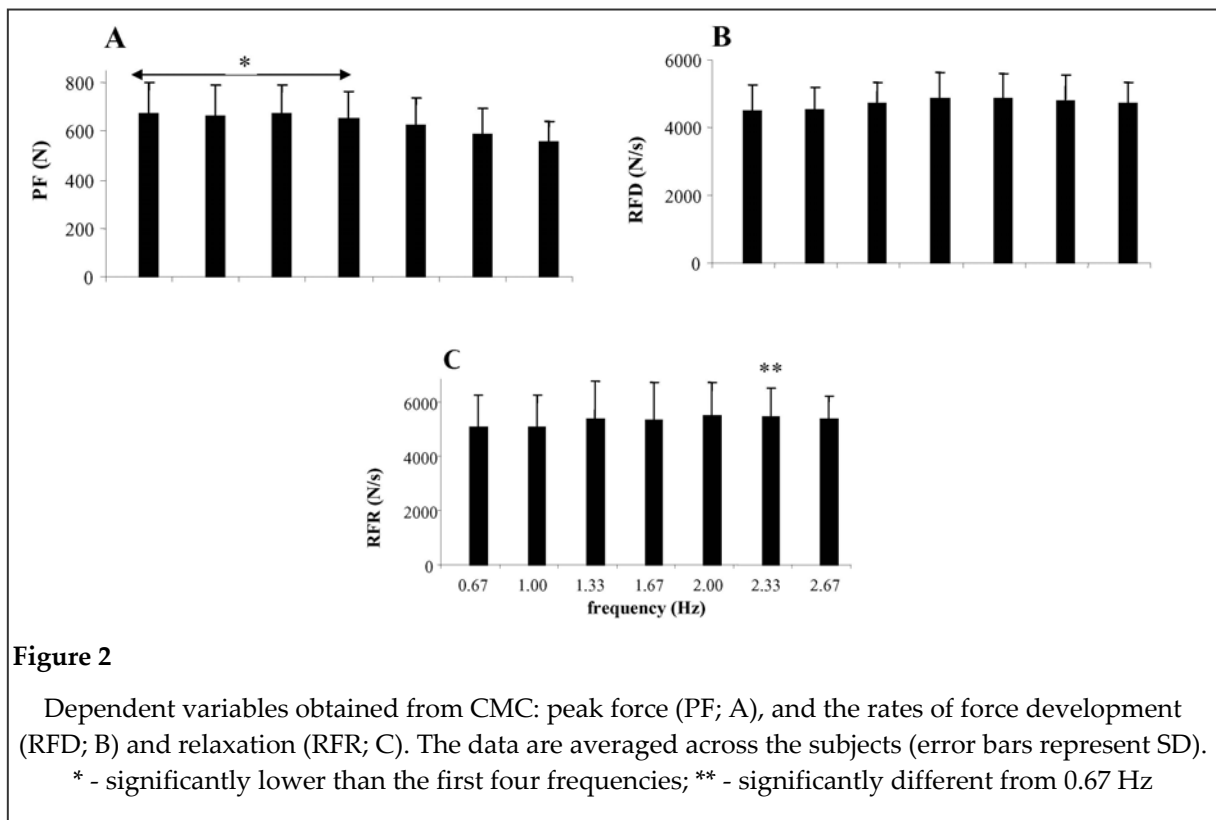 A
*
800
600
400
200
0
PF (N)
B
6000
4000
2000
0
RFD (N/s)
C
**
6000
4000
2000
0
RFR (N/s)
0.67 1.00 1.33 1.67 2.00 2.33 2.67
frequency (Hz)
Figure 2
Dependent variables obtained from CMC: peak force (PF; A), and the rates of force development
(RFD; B) and relaxation (RFR; C). The data are averaged across the subjects (error bars represent SD).
* - significantly lower than the first four frequencies; ** - significantly different from 0.67 Hz